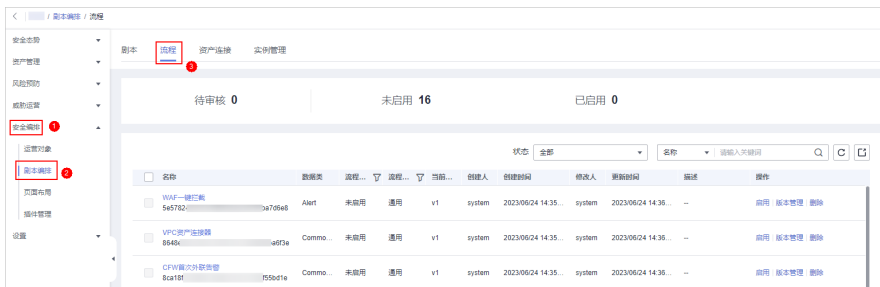 / 剧本编排 / 流程
安全态势
资产管理
风险预防
威胁运营
安全编排 1
运营对象
剧本编排 2
页面布局
插件管理
设置
剧本 流程 资产连接 实例管理
3
待审核 0 未启用 16 已启用 0
状态 全部 名称 请输入关键词
名称 数据类 流程... 流程... 当前... 创建人 创建时间 修改人 更新时间 描述 操作
WAF一键拦截
5e5782 ba7d6e8 Alert 未启用 通用 v1 system 2023/06/24 14:35... system 2023/06/24 14:36... -- 启用 版本管理 删除
VPC资产连接器
8648 a6f3e Commo... 未启用 通用 v1 system 2023/06/24 14:35... system 2023/06/24 14:36... -- 启用 版本管理 删除
CFW首次外联告警
8ca18f f55bd1e Commo... 未启用 通用 v1 system 2023/06/24 14:35... system 2023/06/24 14:36... -- 启用 版本管理 删除